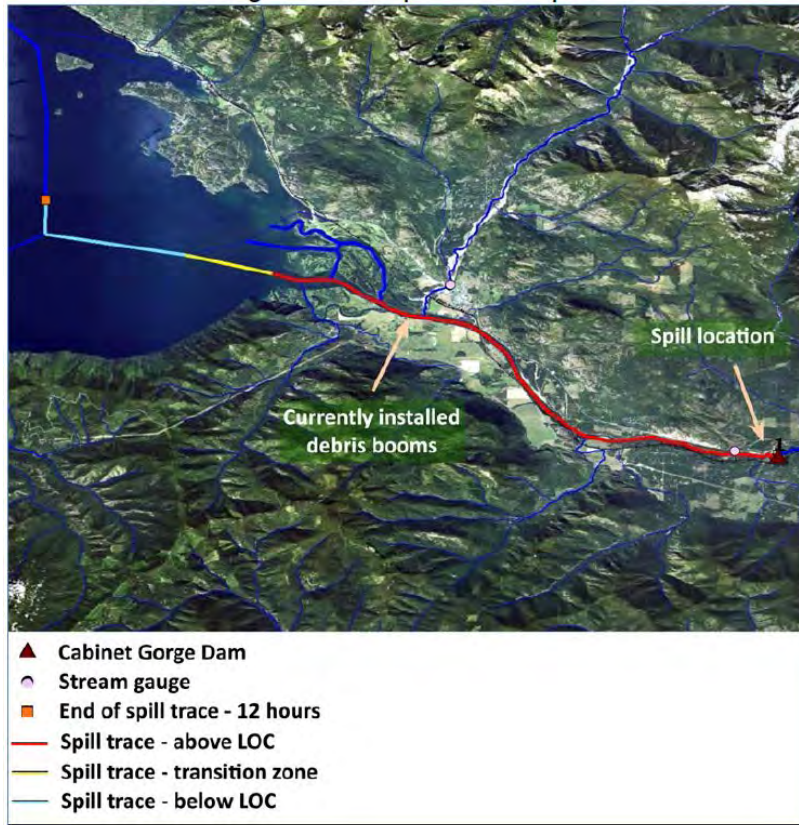 Spill location
Currently installed
debris booms
1
Cabinet Gorge Dam
Stream gauge
End of spill trace - 12 hours
Spill trace - above LOC
Spill trace - transition zone
Spill trace - below LOC